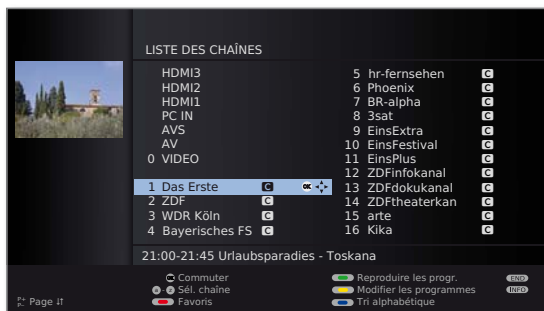 LISTE DES CHAÎNES
HDMI3
HDMI2
HDMI1
PC IN
AVS
AV
0 VIDEO
1 Das Erste C OK
2 ZDF C
3 WDR Köln C
4 Bayerisches FS C
5 hr-fernsehen C
6 Phoenix C
7 BR-alpha C
8 3sat C
9 EinsExtra C
10 EinsFestival C
11 EinsPlus C
12 ZDFinfokanal C
13 ZDFdokukanal C
14 ZDFtheaterkan C
15 arte C
16 Kika C
21:00-21:45 Urlaubsparadies - Toskana
OK Commuter
Sél. chaîne
Favoris
Reproduire les progr. END
Modifier les programmes INFO
Tri alphabétique
P+
P- Page